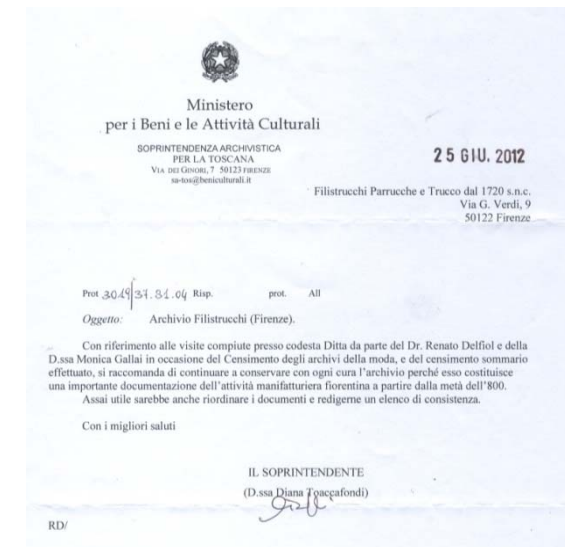 Ministero
per i Beni e le Attività Culturali
SOPRINTENDENZA ARCHIVISTICA
PER LA TOSCANA
VIA DEI GINORI, 7 50123 FIRENZE
sa-tos@beniculturali.it
25 GIU. 2012
Filistrucchi Parrucche e Trucco dal 1720 s.n.c.
Via G. Verdi, 9
50122 Firenze
Prot 3019/37.31.04 Risp. prot. All
Oggetto: Archivio Filistrucchi (Firenze).
Con riferimento alle visite compiute presso codesta Ditta da parte del Dr. Renato Delfiol e della
D.ssa Monica Gallai in occasione del Censimento degli archivi della moda, e del censimento sommario
effettuato, si raccomanda di continuare a conservare con ogni cura l'archivio perché esso costituisce
una importante documentazione dell'attività manifatturiera fiorentina a partire dalla metà dell'800.
Assai utile sarebbe anche riordinare i documenti e redigerne un elenco di consistenza.
Con i migliori saluti
IL SOPRINTENDENTE
(D.ssa Diana Toccafondi)
RD/